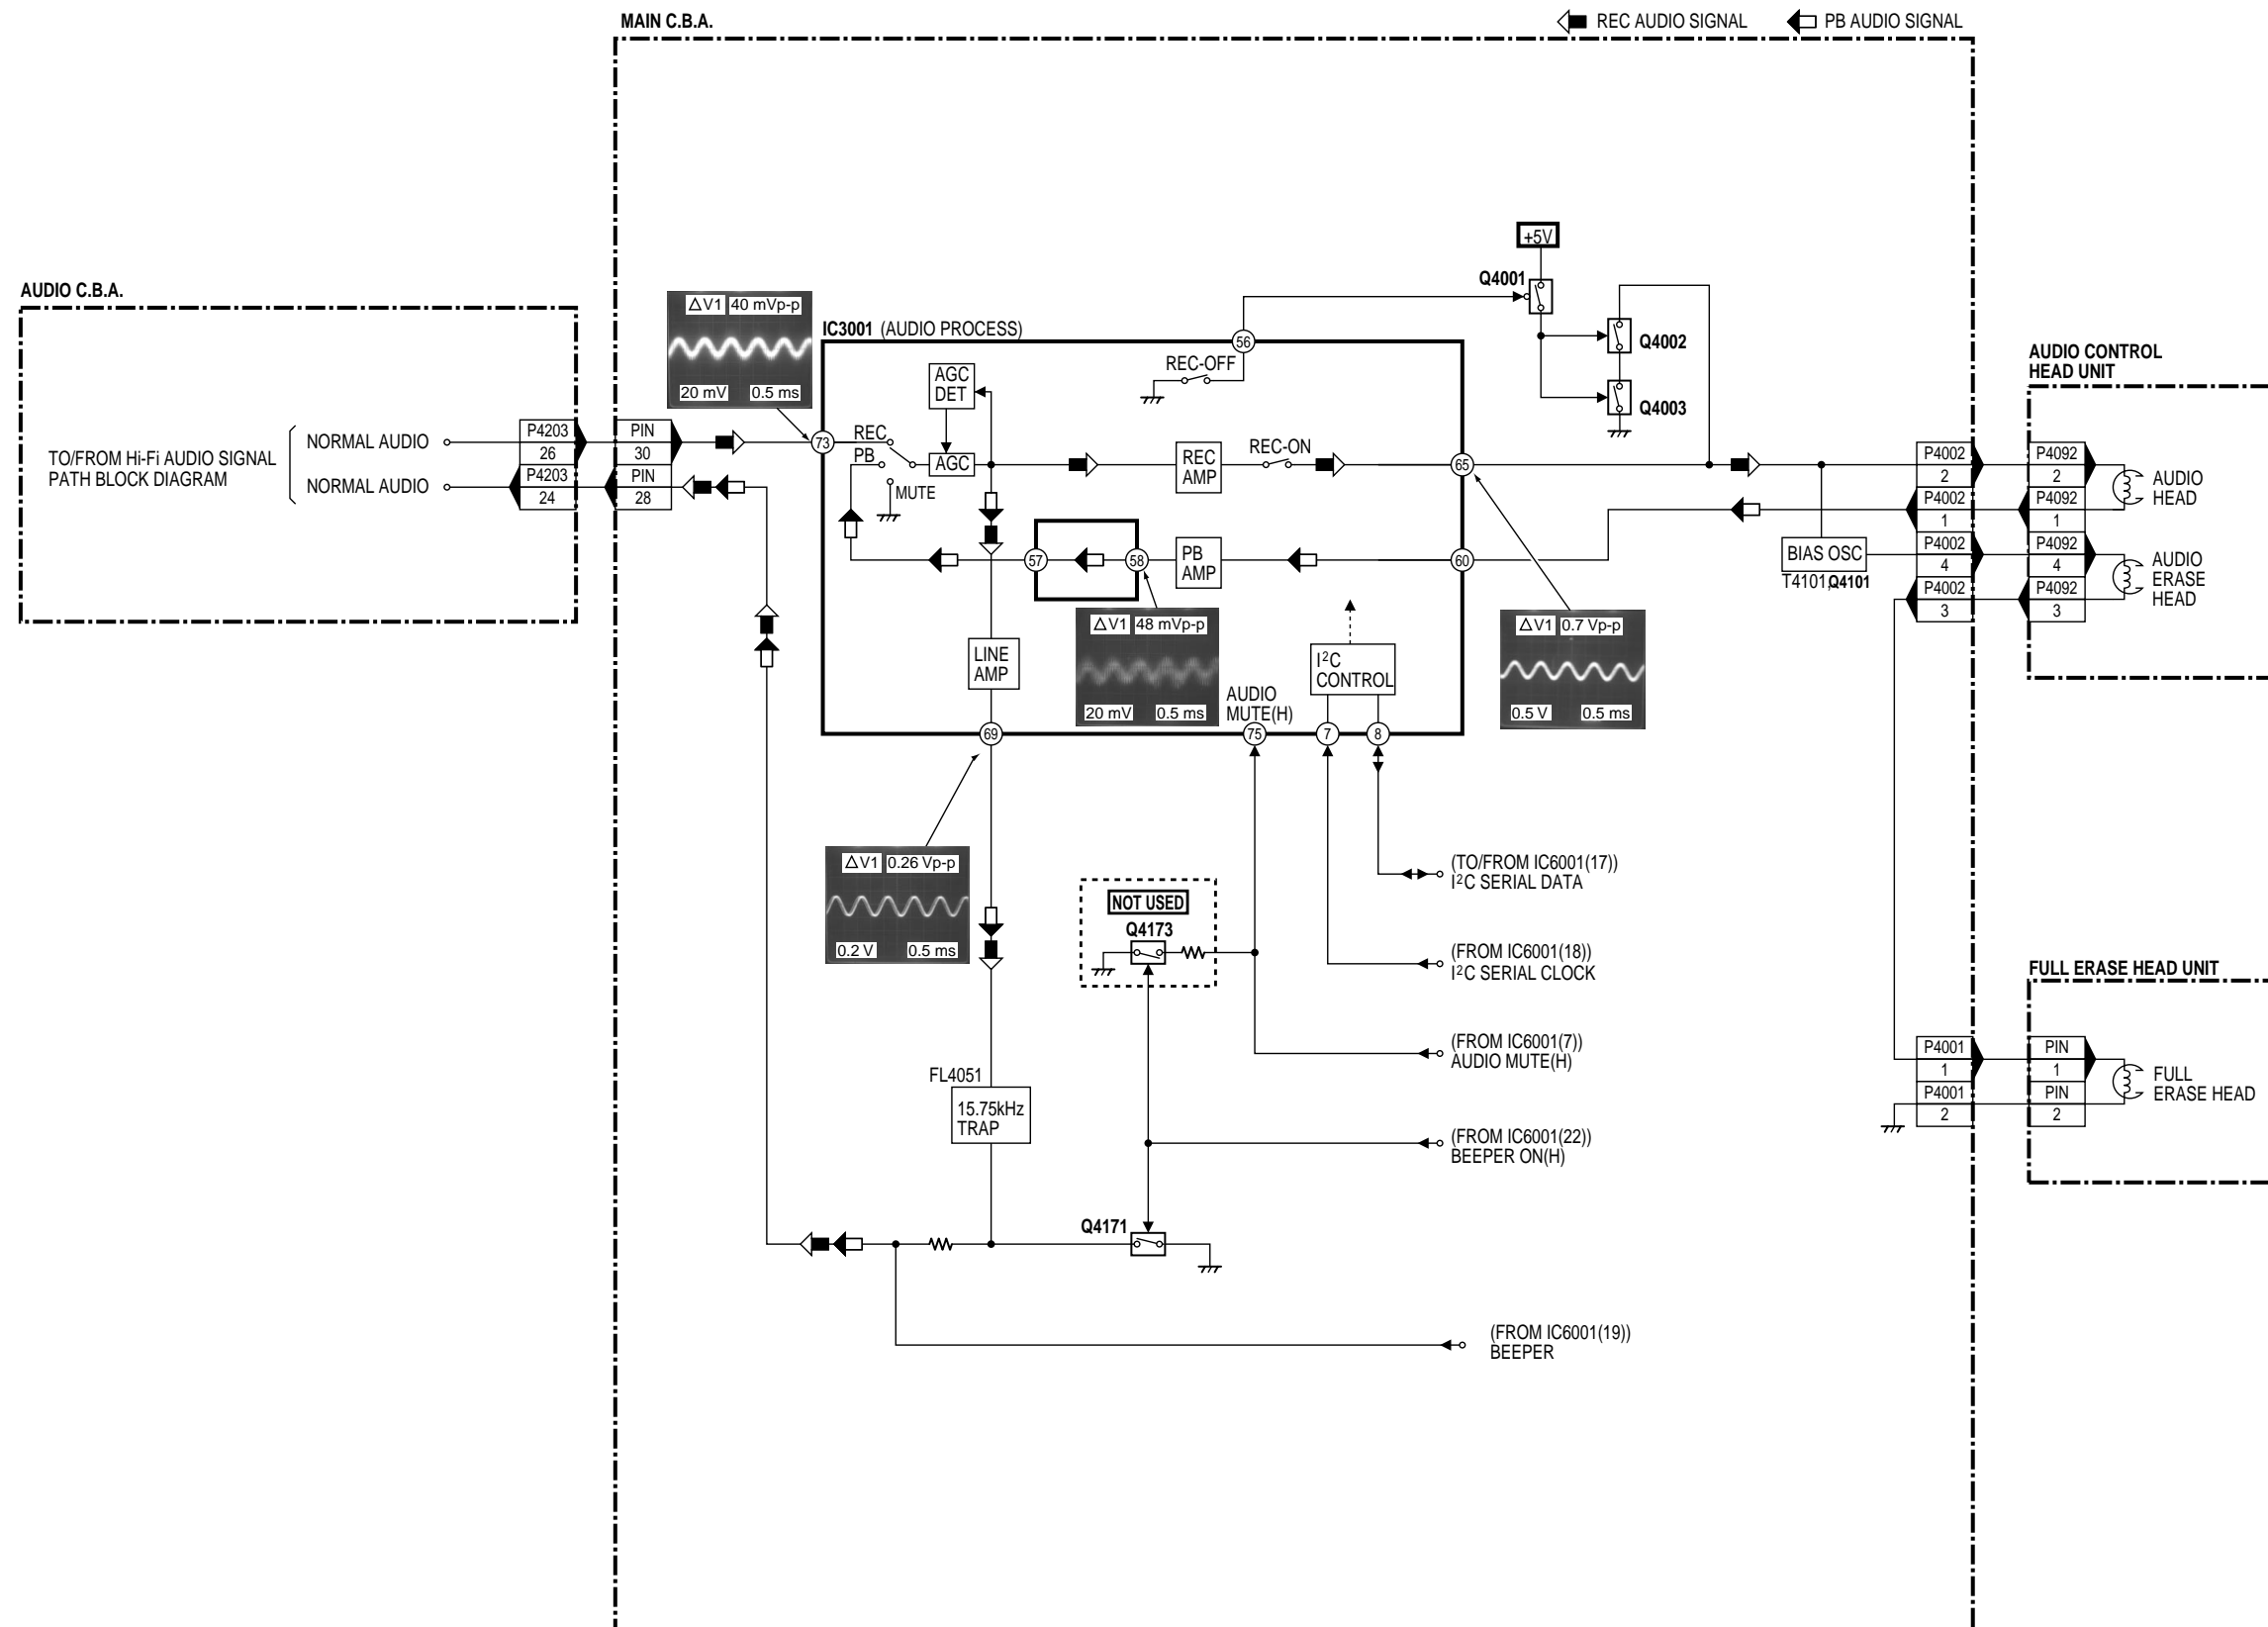 MAIN C.B.A.
REC AUDIO SIGNAL
PB AUDIO SIGNAL
AUDIO C.B.A.
TO/FROM Hi-Fi AUDIO SIGNAL
PATH BLOCK DIAGRAM
NORMAL AUDIO
NORMAL AUDIO
P4203
26
P4203
24
PIN
30
PIN
28
△V1 40 mVp-p
20 mV 0.5 ms
IC3001 (AUDIO PROCESS)
73
REC
PB
MUTE
AGC
DET
AGC
REC-OFF
56
REC
AMP
REC-ON
65
57
58
PB
AMP
60
△V1 48 mVp-p
20 mV 0.5 ms
LINE
AMP
69
AUDIO
MUTE(H)
75
I2C
CONTROL
7
8
+5V
Q4001
Q4002
Q4003
△V1 0.7 Vp-p
0.5 V 0.5 ms
BIAS OSC
T4101,Q4101
P4002
2
P4002
1
P4002
4
P4002
3
AUDIO CONTROL
HEAD UNIT
P4092
2
P4092
1
P4092
4
P4092
3
AUDIO
HEAD
AUDIO
ERASE
HEAD
△V1 0.26 Vp-p
0.2 V 0.5 ms
NOT USED
Q4173
(TO/FROM IC6001(17))
I2C SERIAL DATA
(FROM IC6001(18))
I2C SERIAL CLOCK
(FROM IC6001(7))
AUDIO MUTE(H)
(FROM IC6001(22))
BEEPER ON(H)
FL4051
15.75kHz
TRAP
Q4171
(FROM IC6001(19))
BEEPER
FULL ERASE HEAD UNIT
P4001
1
P4001
2
PIN
1
PIN
2
FULL
ERASE HEAD